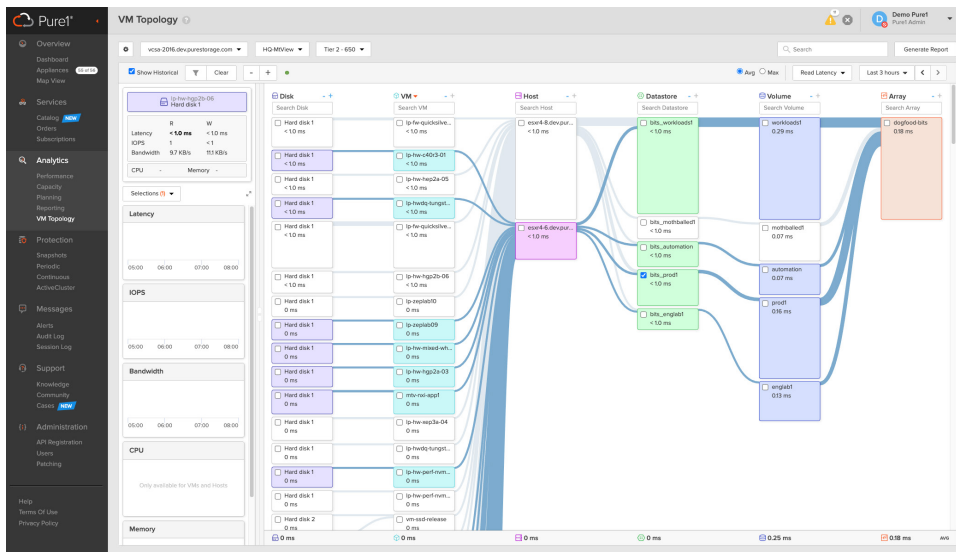 Pure1®
VM Topology
Demo Pure1
Pure1 Admin
Overview
Dashboard
Appliances 58 of 58
Map View
Services
Catalog NEW
Orders
Subscriptions
Analytics
Performance
Capacity
Planning
Reporting
VM Topology
Protection
Snapshots
Periodic
Continuous
ActiveCluster
Messages
Alerts
Audit Log
Session Log
Support
Knowledge
Community
Cases NEW
Administration
API Registration
Users
Patching
Help
Terms Of Use
Privacy Policy
vcsa-2016.dev.purestorage.com
HQ-MtView
Tier 2 - 650
Search
Generate Report
Show Historical
Clear
- +
Avg
Max
Read Latency
Last 3 hours
lp-hw-hgp2b-06
Hard disk 1
R W
Latency < 1.0 ms < 1.0 ms
IOPS 1 < 1
Bandwidth 9.7 KB/s 11.1 KB/s
CPU - Memory -
Selections (1)
Latency
05:00 06:00 07:00 08:00
IOPS
05:00 06:00 07:00 08:00
Bandwidth
05:00 06:00 07:00 08:00
CPU
Only available for VMs and Hosts
Memory
Disk - +
Search Disk
Hard disk 1
< 1.0 ms
Hard disk 1
< 1.0 ms
Hard disk 1
< 1.0 ms
Hard disk 1
< 1.0 ms
Hard disk 1
< 1.0 ms
Hard disk 1
< 1.0 ms
Hard disk 1
0 ms
Hard disk 1
0 ms
Hard disk 1
0 ms
Hard disk 1
0 ms
Hard disk 1
0 ms
Hard disk 1
0 ms
Hard disk 1
0 ms
Hard disk 1
0 ms
Hard disk 1
0 ms
Hard disk 2
0 ms
0 ms
VM - +
Search VM
lp-fw-quicksilve...
< 1.0 ms
lp-hw-c40r3-01
< 1.0 ms
lp-hw-hep2a-05
< 1.0 ms
lp-hwdq-tungst...
< 1.0 ms
lp-fw-quicksilve...
< 1.0 ms
lp-hw-hgp2b-06
< 1.0 ms
lp-zeplab10
0 ms
lp-zeplab09
0 ms
lp-hw-mixed-wh...
0 ms
lp-hw-hgp2a-03
0 ms
mtv-nxi-app1
0 ms
lp-hw-xep3a-04
0 ms
lp-hwdq-tungst...
0 ms
lp-hw-perf-nvm...
0 ms
lp-hw-perf-nvm...
0 ms
vm-ssd-release
0 ms
0 ms
Host - +
Search Host
esxr4-8.dev.pur...
< 1.0 ms
esxr4-6.dev.pur...
< 1.0 ms
0 ms
Datastore - +
Search Datastore
bits_workloads1
< 1.0 ms
bits_mothballed1
< 1.0 ms
bits_automation
< 1.0 ms
bits_prod1
< 1.0 ms
bits_englab1
< 1.0 ms
0 ms
Volume - +
Search Volume
workloads1
0.29 ms
mothballed1
0.07 ms
automation
0.07 ms
prod1
0.16 ms
englab1
0.13 ms
0.25 ms
Array - +
Search Array
dogfood-bits
0.18 ms
0.18 ms
AVG